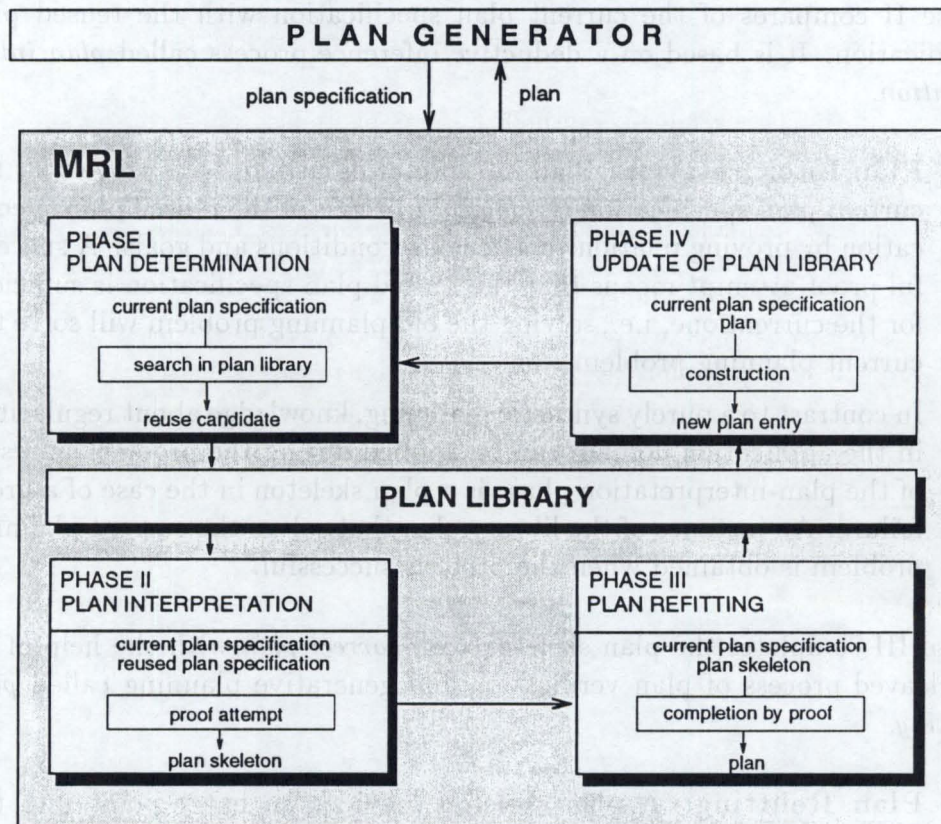 PLAN GENERATOR
plan specification
plan
MRL
PHASE I
PLAN DETERMINATION
current plan specification
search in plan library
reuse candidate
PHASE IV
UPDATE OF PLAN LIBRARY
current plan specification
plan
construction
new plan entry
PLAN LIBRARY
PHASE II
PLAN INTERPRETATION
current plan specification
reused plan specification
proof attempt
plan skeleton
PHASE III
PLAN REFITTING
current plan specification
plan skeleton
completion by proof
plan